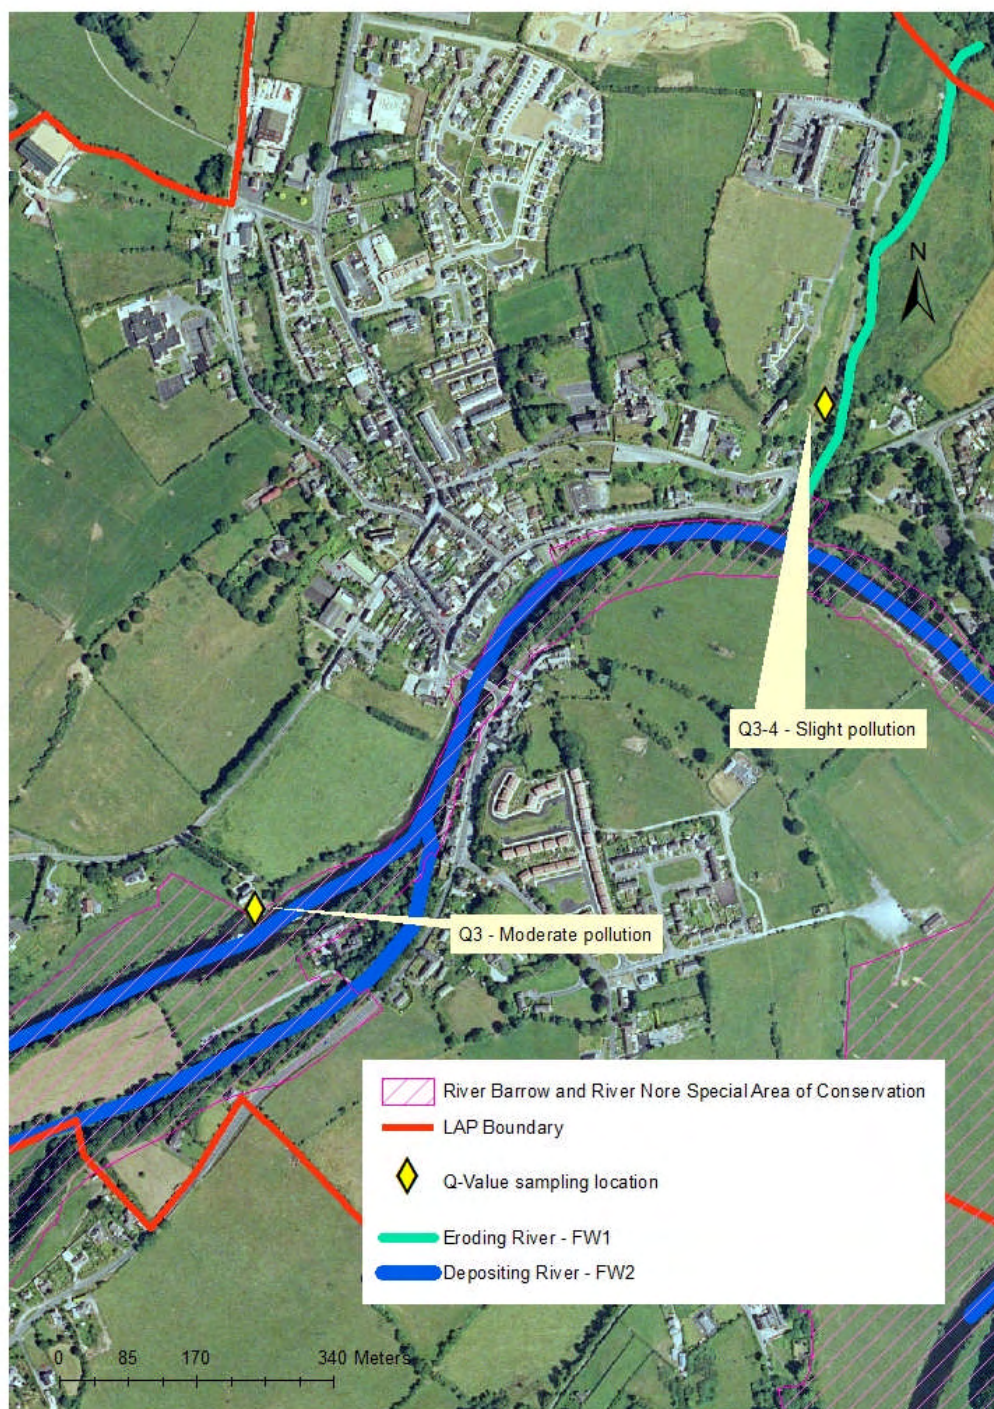 N
Q3-4 - Slight pollution
Q3 - Moderate pollution
River Barrow and River Nore Special Area of Conservation
LAP Boundary
Q-Value sampling location
Eroding River - FW1
Depositing River - FW2
0 85 170 340 Meters